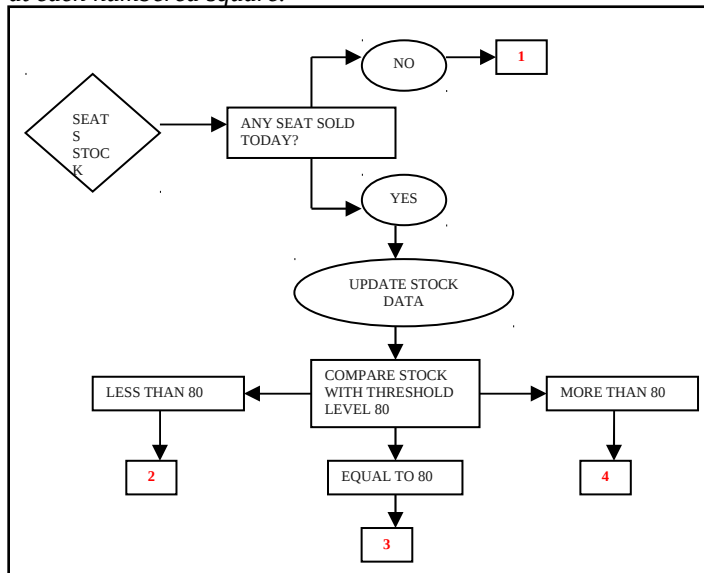 at each numbered square.
NO
1
SEAT
S
STOC
K
ANY SEAT SOLD
TODAY?
YES
UPDATE STOCK
DATA
COMPARE STOCK
WITH THRESHOLD
LEVEL 80
LESS THAN 80
MORE THAN 80
2
EQUAL TO 80
4
3